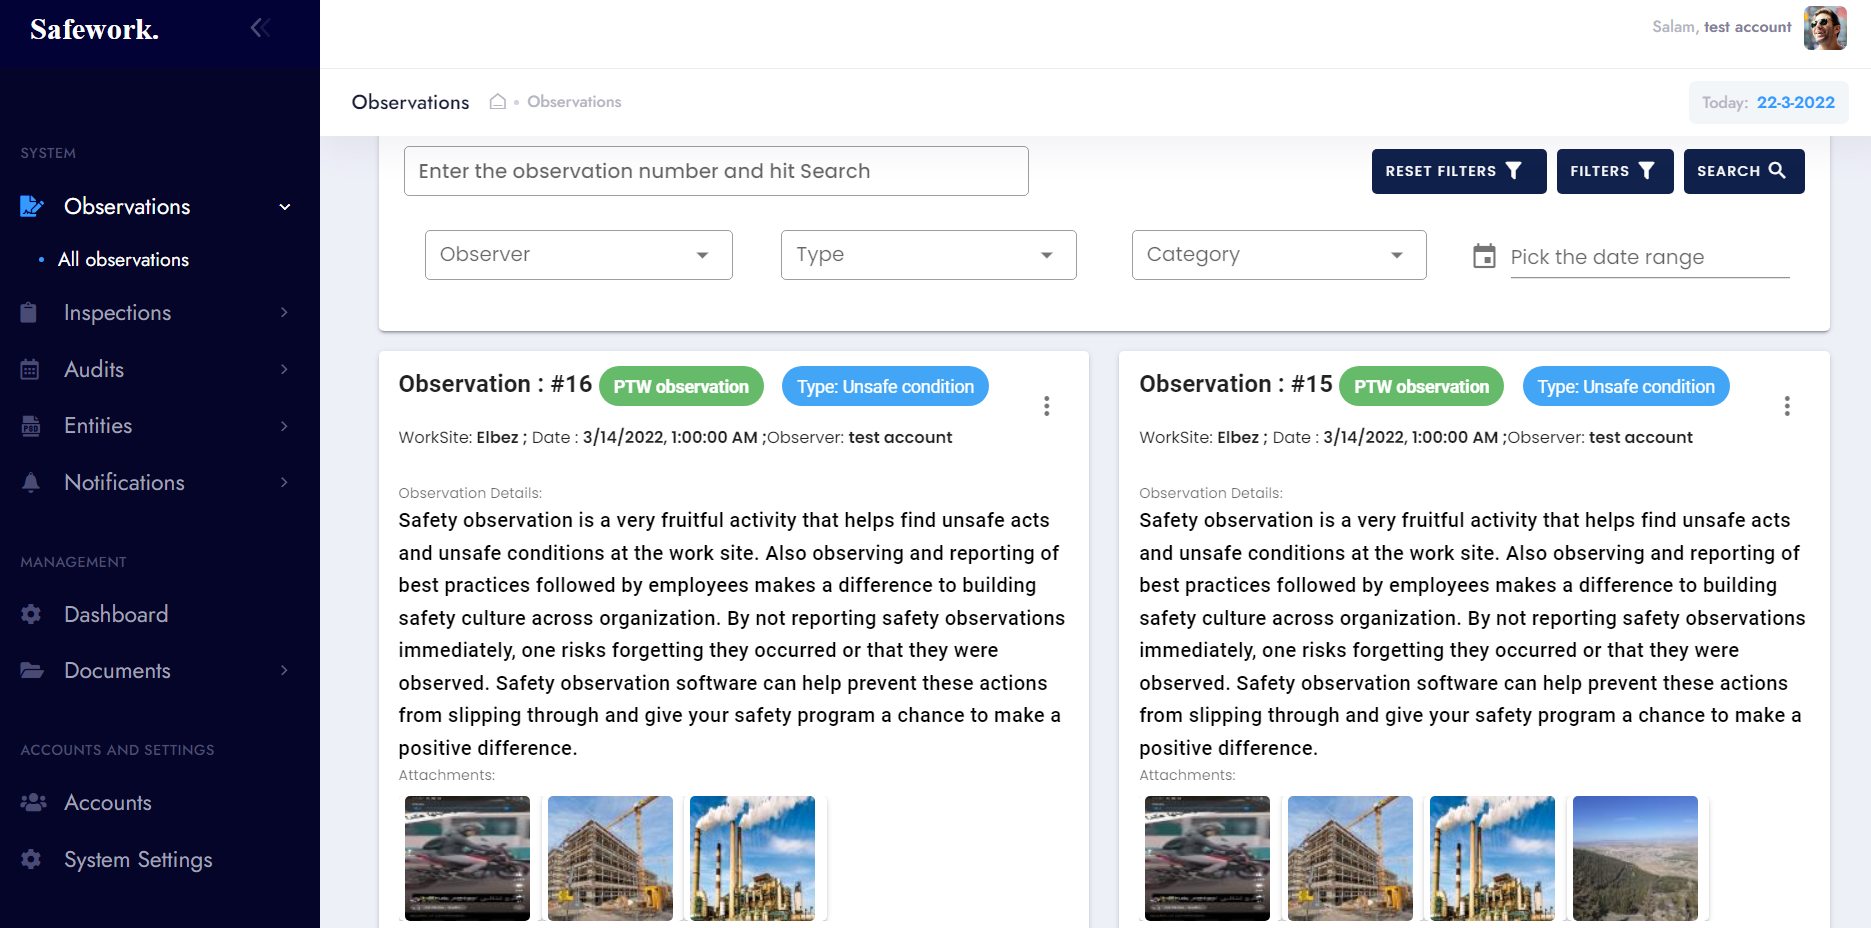 Safework.
Salam, test account
Observations
Observations
Today: 22-3-2022
SYSTEM
Observations
All observations
Inspections
Audits
Entities
Notifications
MANAGEMENT
Dashboard
Documents
ACCOUNTS AND SETTINGS
Accounts
System Settings
Enter the observation number and hit Search
RESET FILTERS
FILTERS
SEARCH
Observer
Type
Category
Pick the date range
Observation : #16 PTW observation Type: Unsafe condition
WorkSite: Elbez ; Date : 3/14/2022, 1:00:00 AM ;Observer: test account
Observation Details:
Safety observation is a very fruitful activity that helps find unsafe acts
and unsafe conditions at the work site. Also observing and reporting of
best practices followed by employees makes a difference to building
safety culture across organization. By not reporting safety observations
immediately, one risks forgetting they occurred or that they were
observed. Safety observation software can help prevent these actions
from slipping through and give your safety program a chance to make a
positive difference.
Attachments:
Observation : #15 PTW observation Type: Unsafe condition
WorkSite: Elbez ; Date : 3/14/2022, 1:00:00 AM ;Observer: test account
Observation Details:
Safety observation is a very fruitful activity that helps find unsafe acts
and unsafe conditions at the work site. Also observing and reporting of
best practices followed by employees makes a difference to building
safety culture across organization. By not reporting safety observations
immediately, one risks forgetting they occurred or that they were
observed. Safety observation software can help prevent these actions
from slipping through and give your safety program a chance to make a
positive difference.
Attachments: